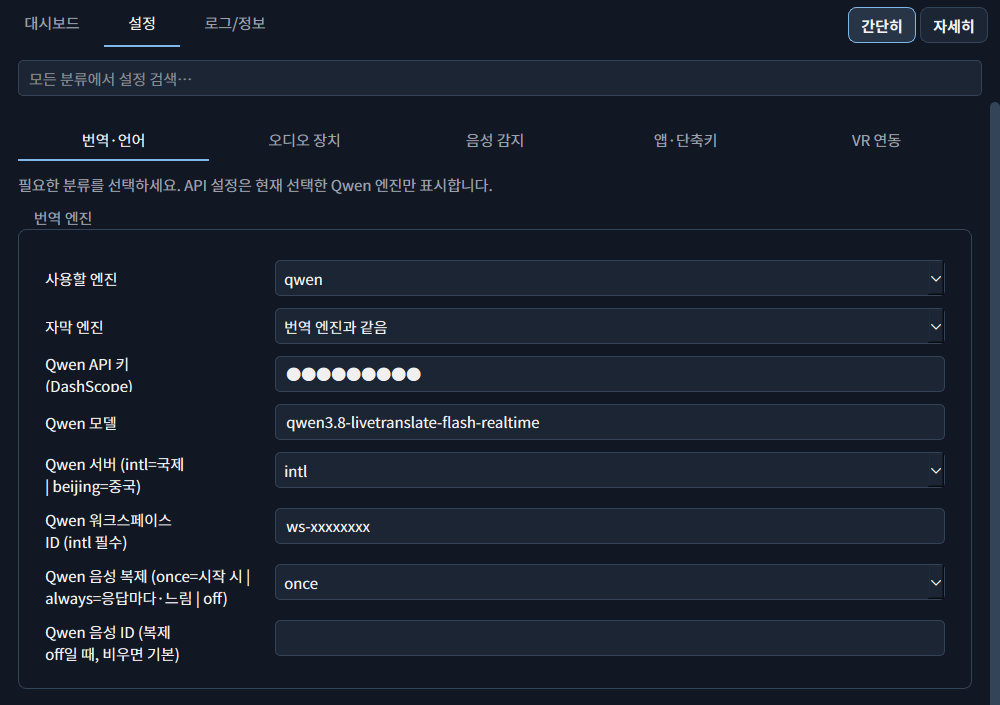 대시보드
설정
로그/정보
간단히
자세히
모든 분류에서 설정 검색…
번역·언어
오디오 장치
음성 감지
앱·단축키
VR 연동
필요한 분류를 선택하세요. API 설정은 현재 선택한 Qwen 엔진만 표시합니다.
번역 엔진
사용할 엔진
qwen
자막 엔진
번역 엔진과 같음
Qwen API 키
(DashScope)
●●●●●●●●●
Qwen 모델
qwen3.8-livetranslate-flash-realtime
Qwen 서버 (intl=국제
| beijing=중국)
intl
Qwen 워크스페이스
ID (intl 필수)
ws-xxxxxxxx
Qwen 음성 복제 (once=시작 시 |
always=응답마다·느림 | off)
once
Qwen 음성 ID (복제
off일 때, 비우면 기본)